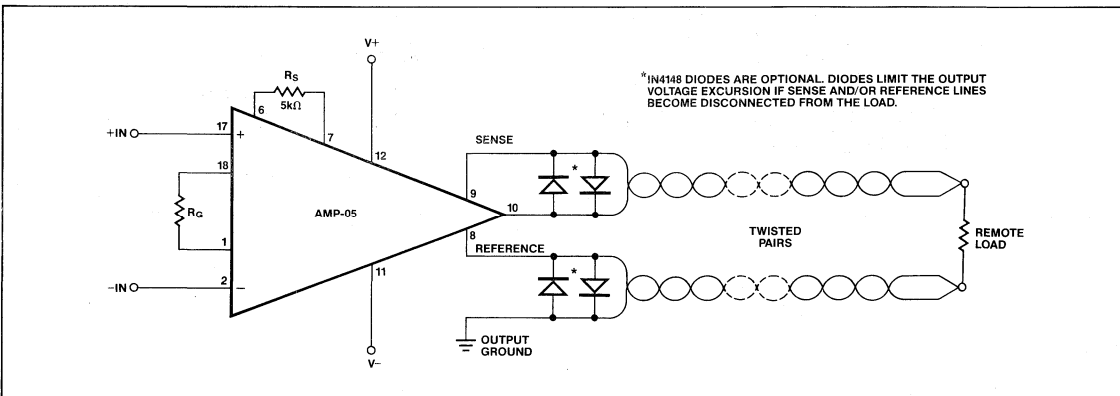 V+
RS
5kΩ
6
7
+IN
17
+
12
18
RG
AMP-05
1
−IN
2
−
11
V−
SENSE
*
9
10
8
REFERENCE
*
OUTPUT
GROUND
*IN4148 DIODES ARE OPTIONAL. DIODES LIMIT THE OUTPUT
VOLTAGE EXCURSION IF SENSE AND/OR REFERENCE LINES
BECOME DISCONNECTED FROM THE LOAD.
TWISTED
PAIRS
REMOTE
LOAD